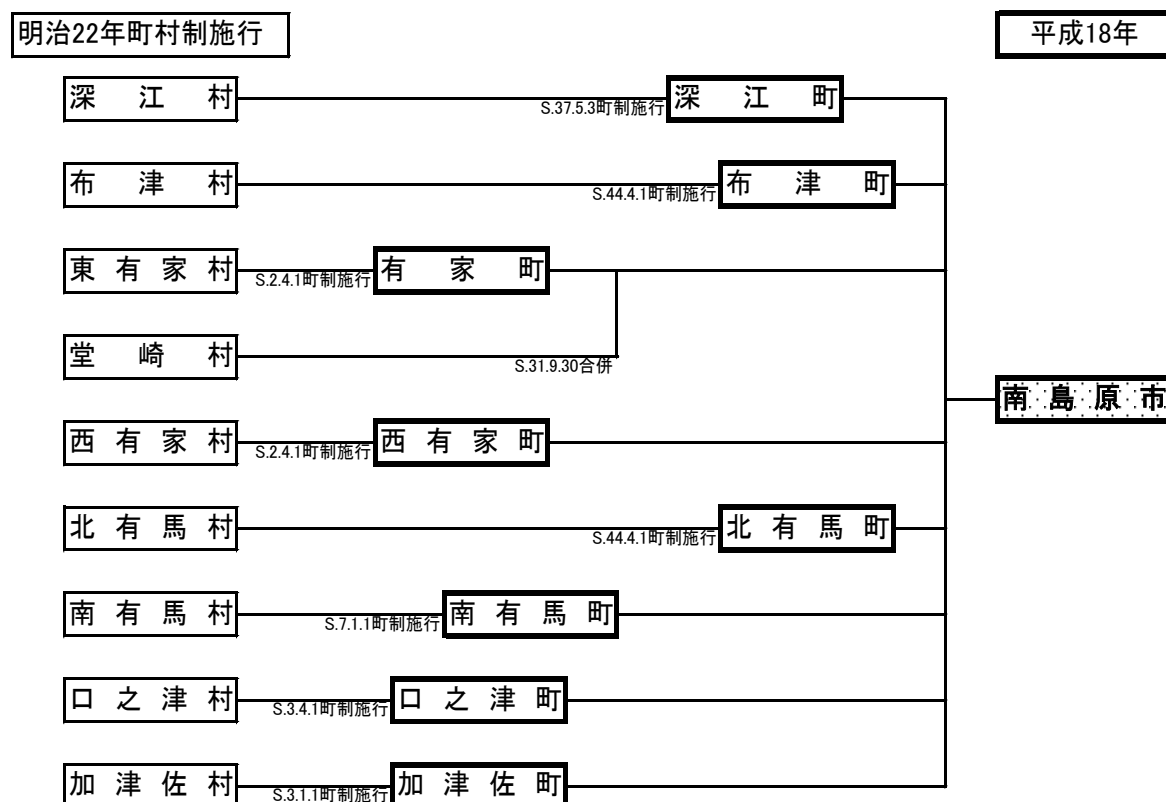 明治22年町村制施行
平成18年
深江村
S.37.5.3町制施行
深江町
布津村
S.44.4.1町制施行
布津町
東有家村
S.2.4.1町制施行
有家町
堂崎村
S.31.9.30合併
南島原市
西有家村
S.2.4.1町制施行
西有家町
北有馬村
S.44.4.1町制施行
北有馬町
南有馬村
S.7.1.1町制施行
南有馬町
口之津村
S.3.4.1町制施行
口之津町
加津佐村
S.3.1.1町制施行
加津佐町